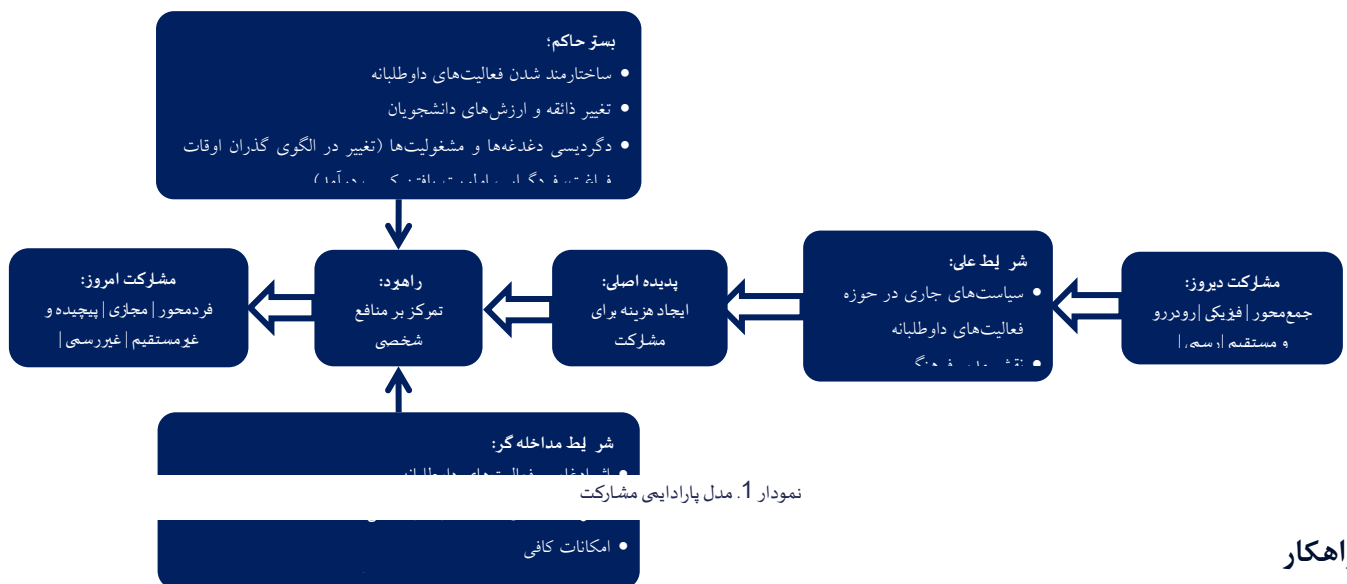 بستر حاکم؛
• ساختارمند شدن فعالیت‌های داوطلبانه
• تغییر ذائقه و ارزش‌های دانشجویان
• دگردیسی دغدغه‌ها و مشغولیت‌ها (تغییر در الگوی گذران اوقات
مشارکت دیروز:
جمع‌محور | فیزیکی | رودررو
و مستقیم | رسمی |
شرایط علی:
• سیاست‌های جاری در حوزه
فعالیت‌های داوطلبانه
پدیده اصلی:
ایجاد هزینه برای
مشارکت
راهبرد:
تمرکز بر منافع
شخصی
مشارکت امروز:
فردمحور | مجازی | پیچیده و
غیرمستقیم | غیررسمی |
شرایط مداخله گر:
نمودار 1. مدل پارادایمی مشارکت
• امکانات کافی
اهکار